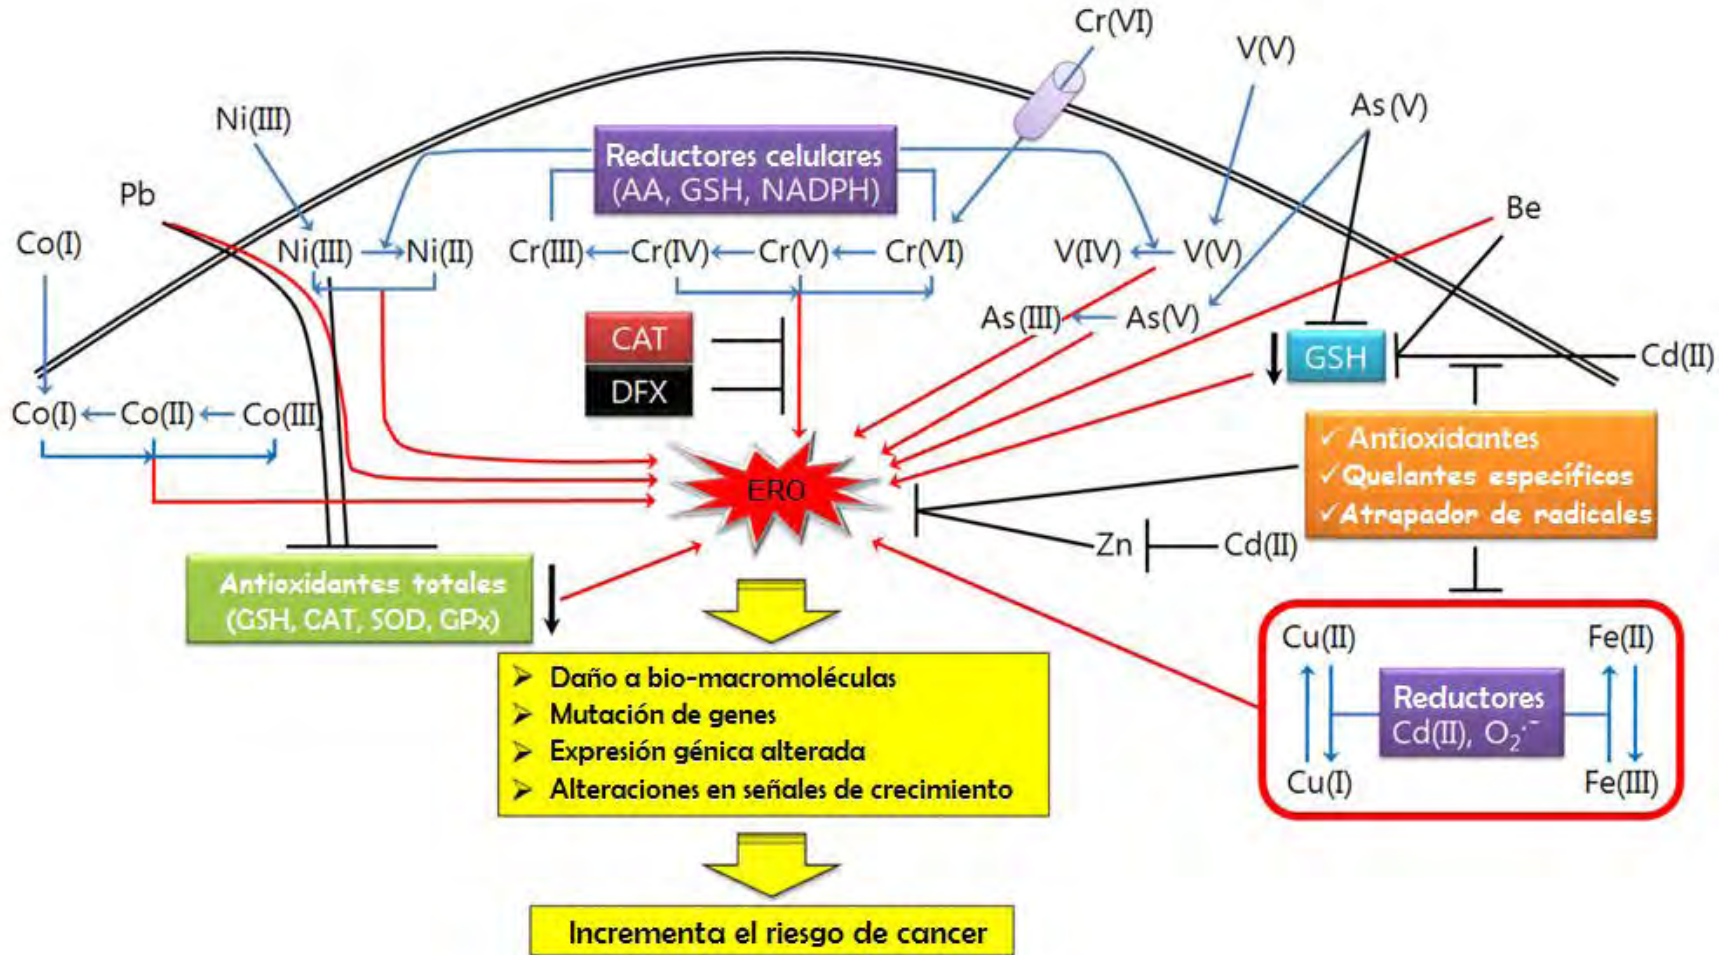 Cr(VI)
V(V)
As(V)
Ni(III)
Reductores celulares
(AA, GSH, NADPH)
Pb
Be
Co(I)
Ni(III)
Ni(II)
Cr(III)
Cr(IV)
Cr(V)
Cr(VI)
V(IV)
V(V)
As(III)
As(V)
CAT
GSH
Cd(II)
DFX
Co(I)
Co(II)
Co(III)
✓ Antioxidantes
✓ Quelantes específicos
✓ Atrapador de radicales
ERO
Zn
Cd(II)
Antioxidantes totales
(GSH, CAT, SOD, GPx)
Cu(II)
Fe(II)
Reductores
Cd(II), O₂·⁻
Cu(I)
Fe(III)
➢ Daño a bio-macromoléculas
➢ Mutación de genes
➢ Expresión génica alterada
➢ Alteraciones en señales de crecimiento
Incrementa el riesgo de cancer